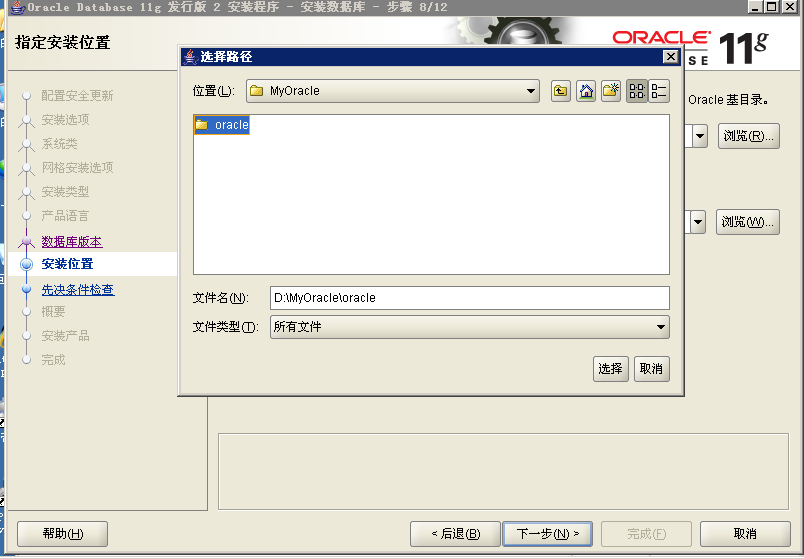 Oracle Database 11g 发行版 2 安装程序 - 安装数据库 - 步骤 8/12
指定安装位置
ORACLE
11g
SE
选择路径
位置(L): MyOracle
oracle
文件名(N): D:\MyOracle\oracle
文件类型(T): 所有文件
选择 取消
Oracle 基目录。
浏览(R)...
浏览(W)...
配置安全更新
安装选项
系统类
网格安装选项
安装类型
产品语言
数据库版本
安装位置
先决条件检查
概要
安装产品
完成
帮助(H) < 后退(B) 下一步(N) > 完成(F) 取消